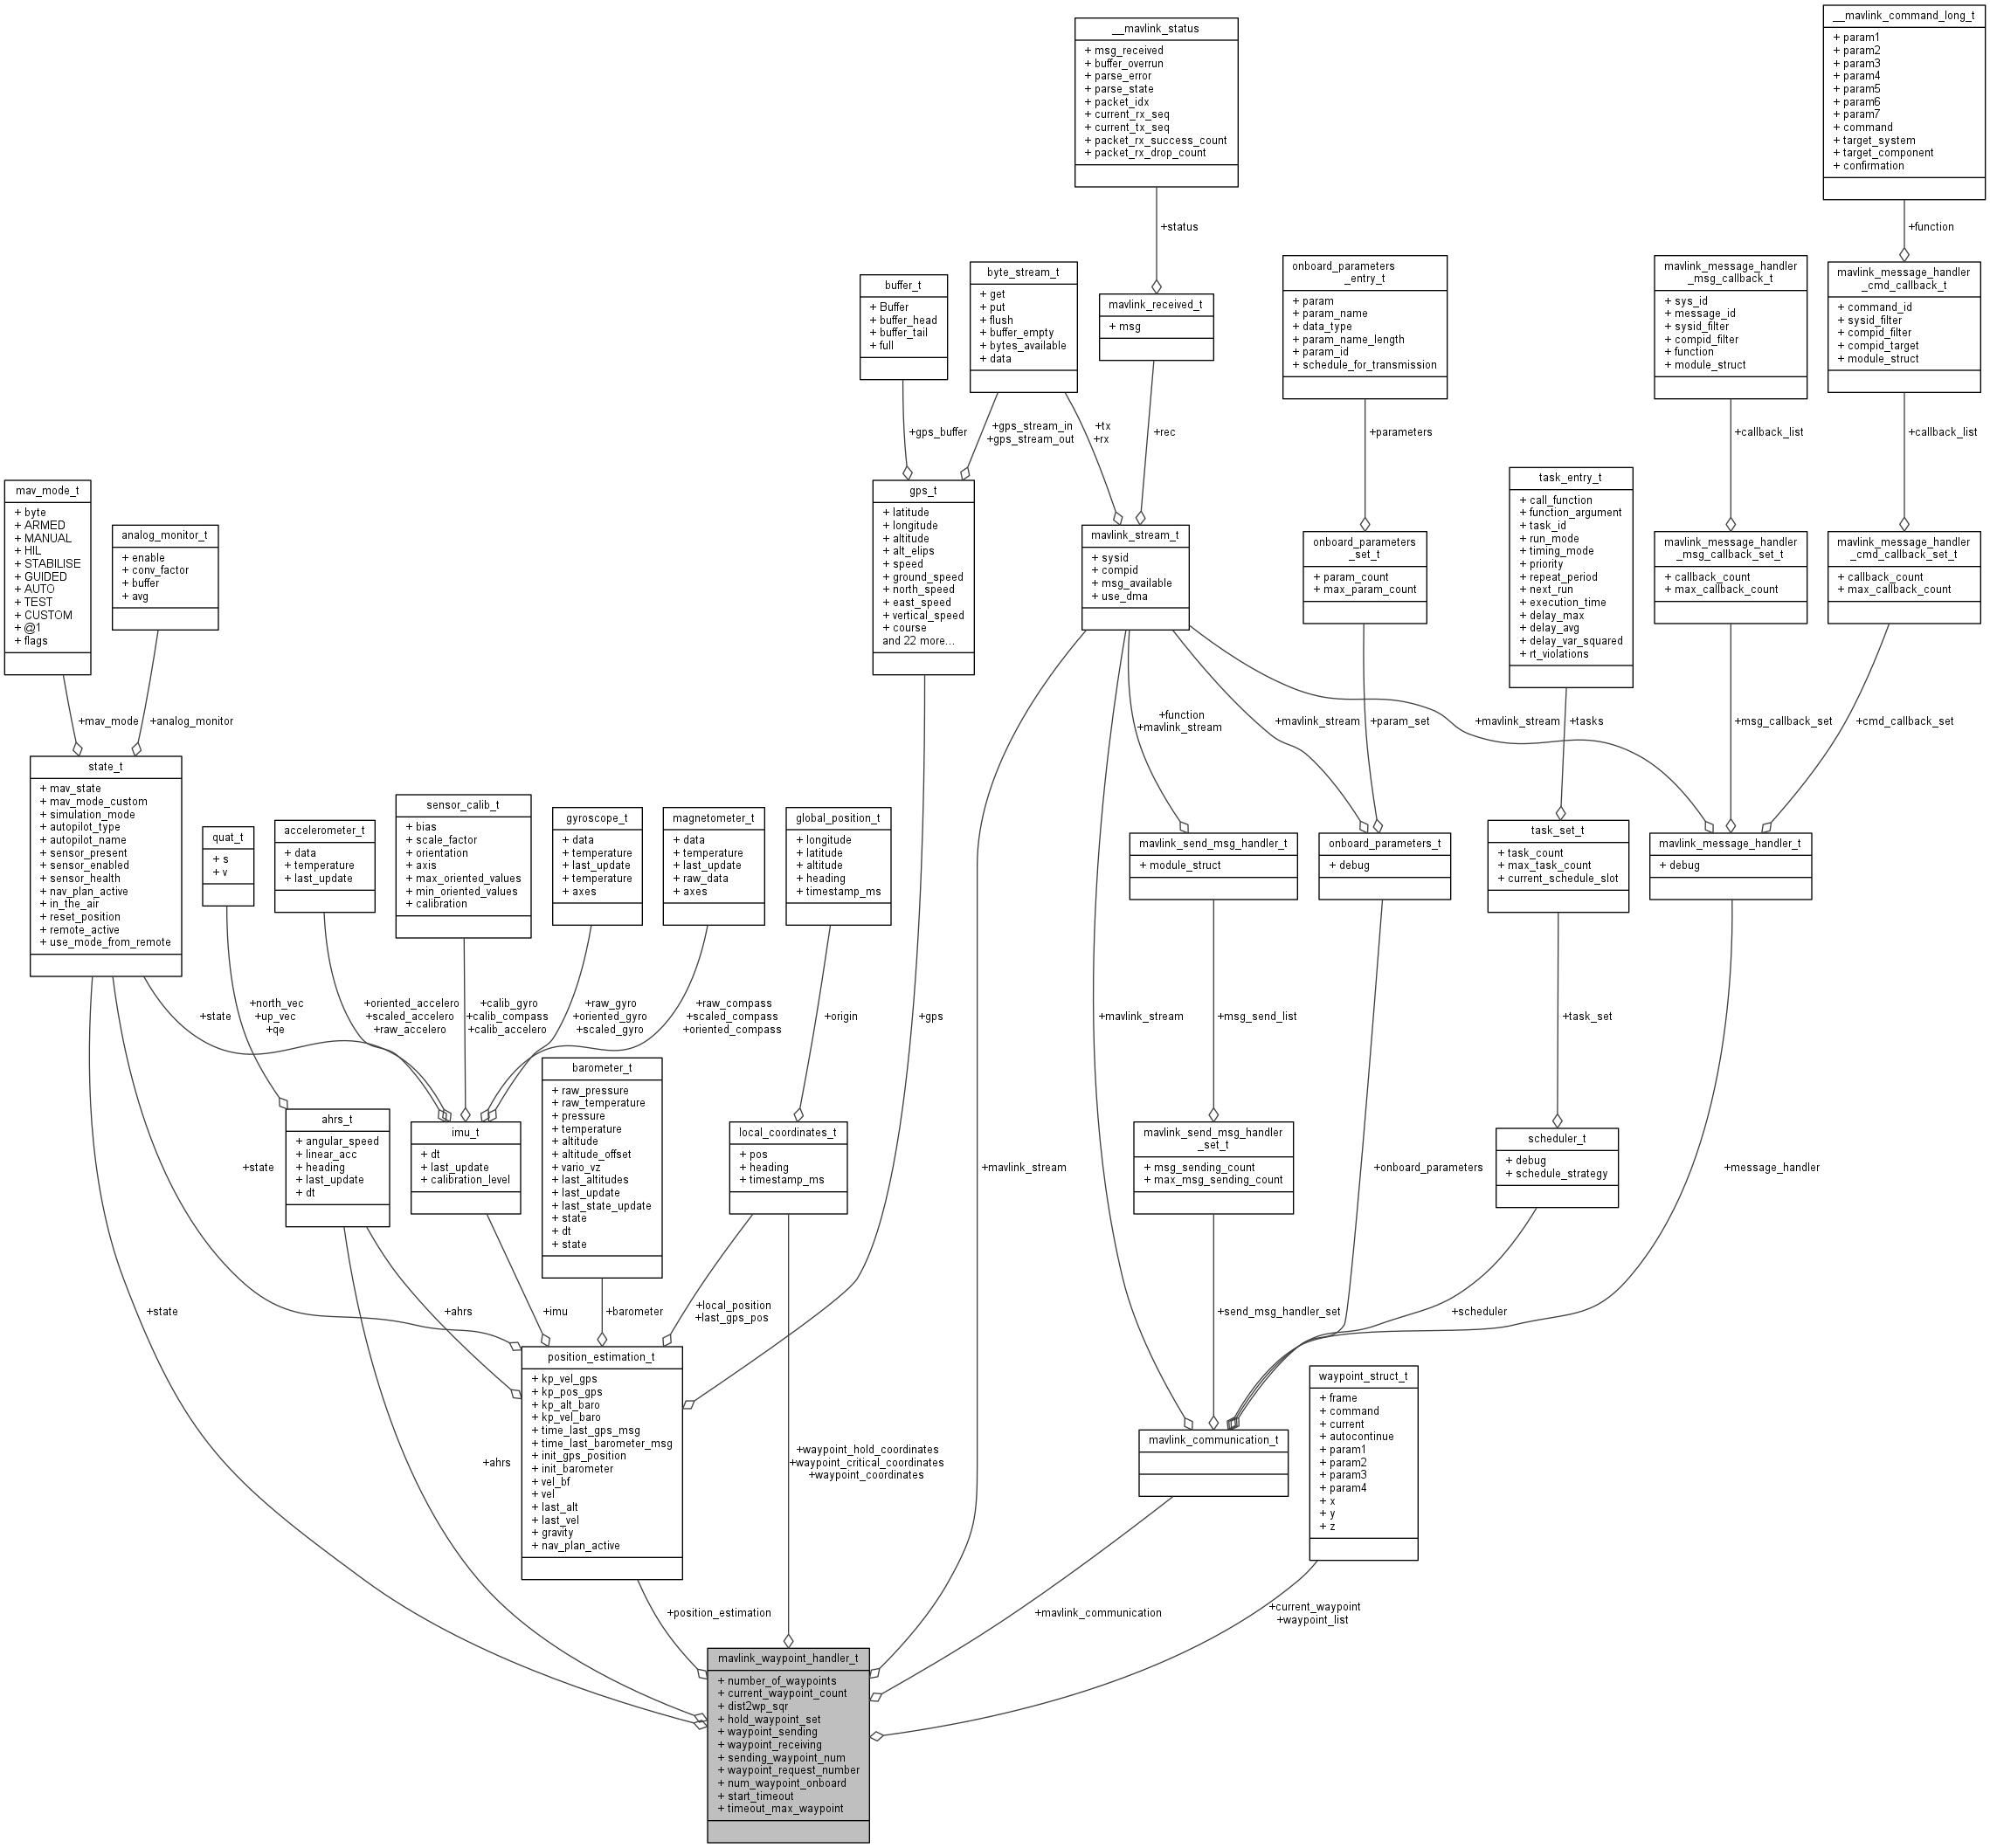 __mavlink_status
+ msg_received
+ buffer_overrun
+ parse_error
+ parse_state
+ packet_idx
+ current_rx_seq
+ current_tx_seq
+ packet_rx_success_count
+ packet_rx_drop_count
__mavlink_command_long_t
+ param1
+ param2
+ param3
+ param4
+ param5
+ param6
+ param7
+ command
+ target_system
+ target_component
+ confirmation
+status
+function
buffer_t
+ Buffer
+ buffer_head
+ buffer_tail
+ full
byte_stream_t
+ get
+ put
+ flush
+ buffer_empty
+ bytes_available
+ data
mavlink_received_t
+ msg
onboard_parameters
_entry_t
+ param
+ param_name
+ data_type
+ param_name_length
+ param_id
+ schedule_for_transmission
mavlink_message_handler
_msg_callback_t
+ sys_id
+ message_id
+ sysid_filter
+ compid_filter
+ function
+ module_struct
mavlink_message_handler
_cmd_callback_t
+ command_id
+ sysid_filter
+ compid_filter
+ compid_target
+ module_struct
+gps_buffer
+gps_stream_in
+gps_stream_out
+tx
+rx
+rec
+parameters
+callback_list
+callback_list
mav_mode_t
+ byte
+ ARMED
+ MANUAL
+ HIL
+ STABILISE
+ GUIDED
+ AUTO
+ TEST
+ CUSTOM
+ @1
+ flags
analog_monitor_t
+ enable
+ conv_factor
+ buffer
+ avg
gps_t
+ latitude
+ longitude
+ altitude
+ alt_elips
+ speed
+ ground_speed
+ north_speed
+ east_speed
+ vertical_speed
+ course
and 22 more...
mavlink_stream_t
+ sysid
+ compid
+ msg_available
+ use_dma
onboard_parameters
_set_t
+ param_count
+ max_param_count
task_entry_t
+ call_function
+ function_argument
+ task_id
+ run_mode
+ timing_mode
+ priority
+ repeat_period
+ next_run
+ execution_time
+ delay_max
+ delay_avg
+ delay_var_squared
+ rt_violations
mavlink_message_handler
_msg_callback_set_t
+ callback_count
+ max_callback_count
mavlink_message_handler
_cmd_callback_set_t
+ callback_count
+ max_callback_count
+mav_mode
+analog_monitor
+function
+mavlink_stream
+mavlink_stream
+param_set
+mavlink_stream
+tasks
+msg_callback_set
+cmd_callback_set
state_t
+ mav_state
+ mav_mode_custom
+ simulation_mode
+ autopilot_type
+ autopilot_name
+ sensor_present
+ sensor_enabled
+ sensor_health
+ nav_plan_active
+ in_the_air
+ reset_position
+ remote_active
+ use_mode_from_remote
quat_t
+ s
+ v
accelerometer_t
+ data
+ temperature
+ last_update
sensor_calib_t
+ bias
+ scale_factor
+ orientation
+ axis
+ max_oriented_values
+ min_oriented_values
+ calibration
gyroscope_t
+ data
+ temperature
+ last_update
+ temperature
+ axes
magnetometer_t
+ data
+ temperature
+ last_update
+ raw_data
+ axes
global_position_t
+ longitude
+ latitude
+ altitude
+ heading
+ timestamp_ms
mavlink_send_msg_handler_t
+ module_struct
onboard_parameters_t
+ debug
task_set_t
+ task_count
+ max_task_count
+ current_schedule_slot
mavlink_message_handler_t
+ debug
+state
+north_vec
+up_vec
+qe
+oriented_accelero
+scaled_accelero
+raw_accelero
+calib_gyro
+calib_compass
+calib_accelero
+raw_gyro
+oriented_gyro
+scaled_gyro
+raw_compass
+scaled_compass
+oriented_compass
+origin
+gps
+mavlink_stream
+msg_send_list
+task_set
ahrs_t
+ angular_speed
+ linear_acc
+ heading
+ last_update
+ dt
imu_t
+ dt
+ last_update
+ calibration_level
barometer_t
+ raw_pressure
+ raw_temperature
+ pressure
+ temperature
+ altitude
+ altitude_offset
+ vario_vz
+ last_altitudes
+ last_update
+ last_state_update
+ state
+ dt
+ state
local_coordinates_t
+ pos
+ heading
+ timestamp_ms
mavlink_send_msg_handler
_set_t
+ msg_sending_count
+ max_msg_sending_count
scheduler_t
+ debug
+ schedule_strategy
+state
+mavlink_stream
+onboard_parameters
+message_handler
+state
+ahrs
+imu
+barometer
+local_position
+last_gps_pos
+send_msg_handler_set
+scheduler
position_estimation_t
+ kp_vel_gps
+ kp_pos_gps
+ kp_alt_baro
+ kp_vel_baro
+ time_last_gps_msg
+ time_last_barometer_msg
+ init_gps_position
+ init_barometer
+ vel_bf
+ vel
+ last_alt
+ last_vel
+ gravity
+ nav_plan_active
mavlink_communication_t
waypoint_struct_t
+ frame
+ command
+ current
+ autocontinue
+ param1
+ param2
+ param3
+ param4
+ x
+ y
+ z
+ahrs
+waypoint_hold_coordinates
+waypoint_critical_coordinates
+waypoint_coordinates
+position_estimation
+mavlink_communication
+current_waypoint
+waypoint_list
mavlink_waypoint_handler_t
+ number_of_waypoints
+ current_waypoint_count
+ dist2wp_sqr
+ hold_waypoint_set
+ waypoint_sending
+ waypoint_receiving
+ sending_waypoint_num
+ waypoint_request_number
+ num_waypoint_onboard
+ start_timeout
+ timeout_max_waypoint